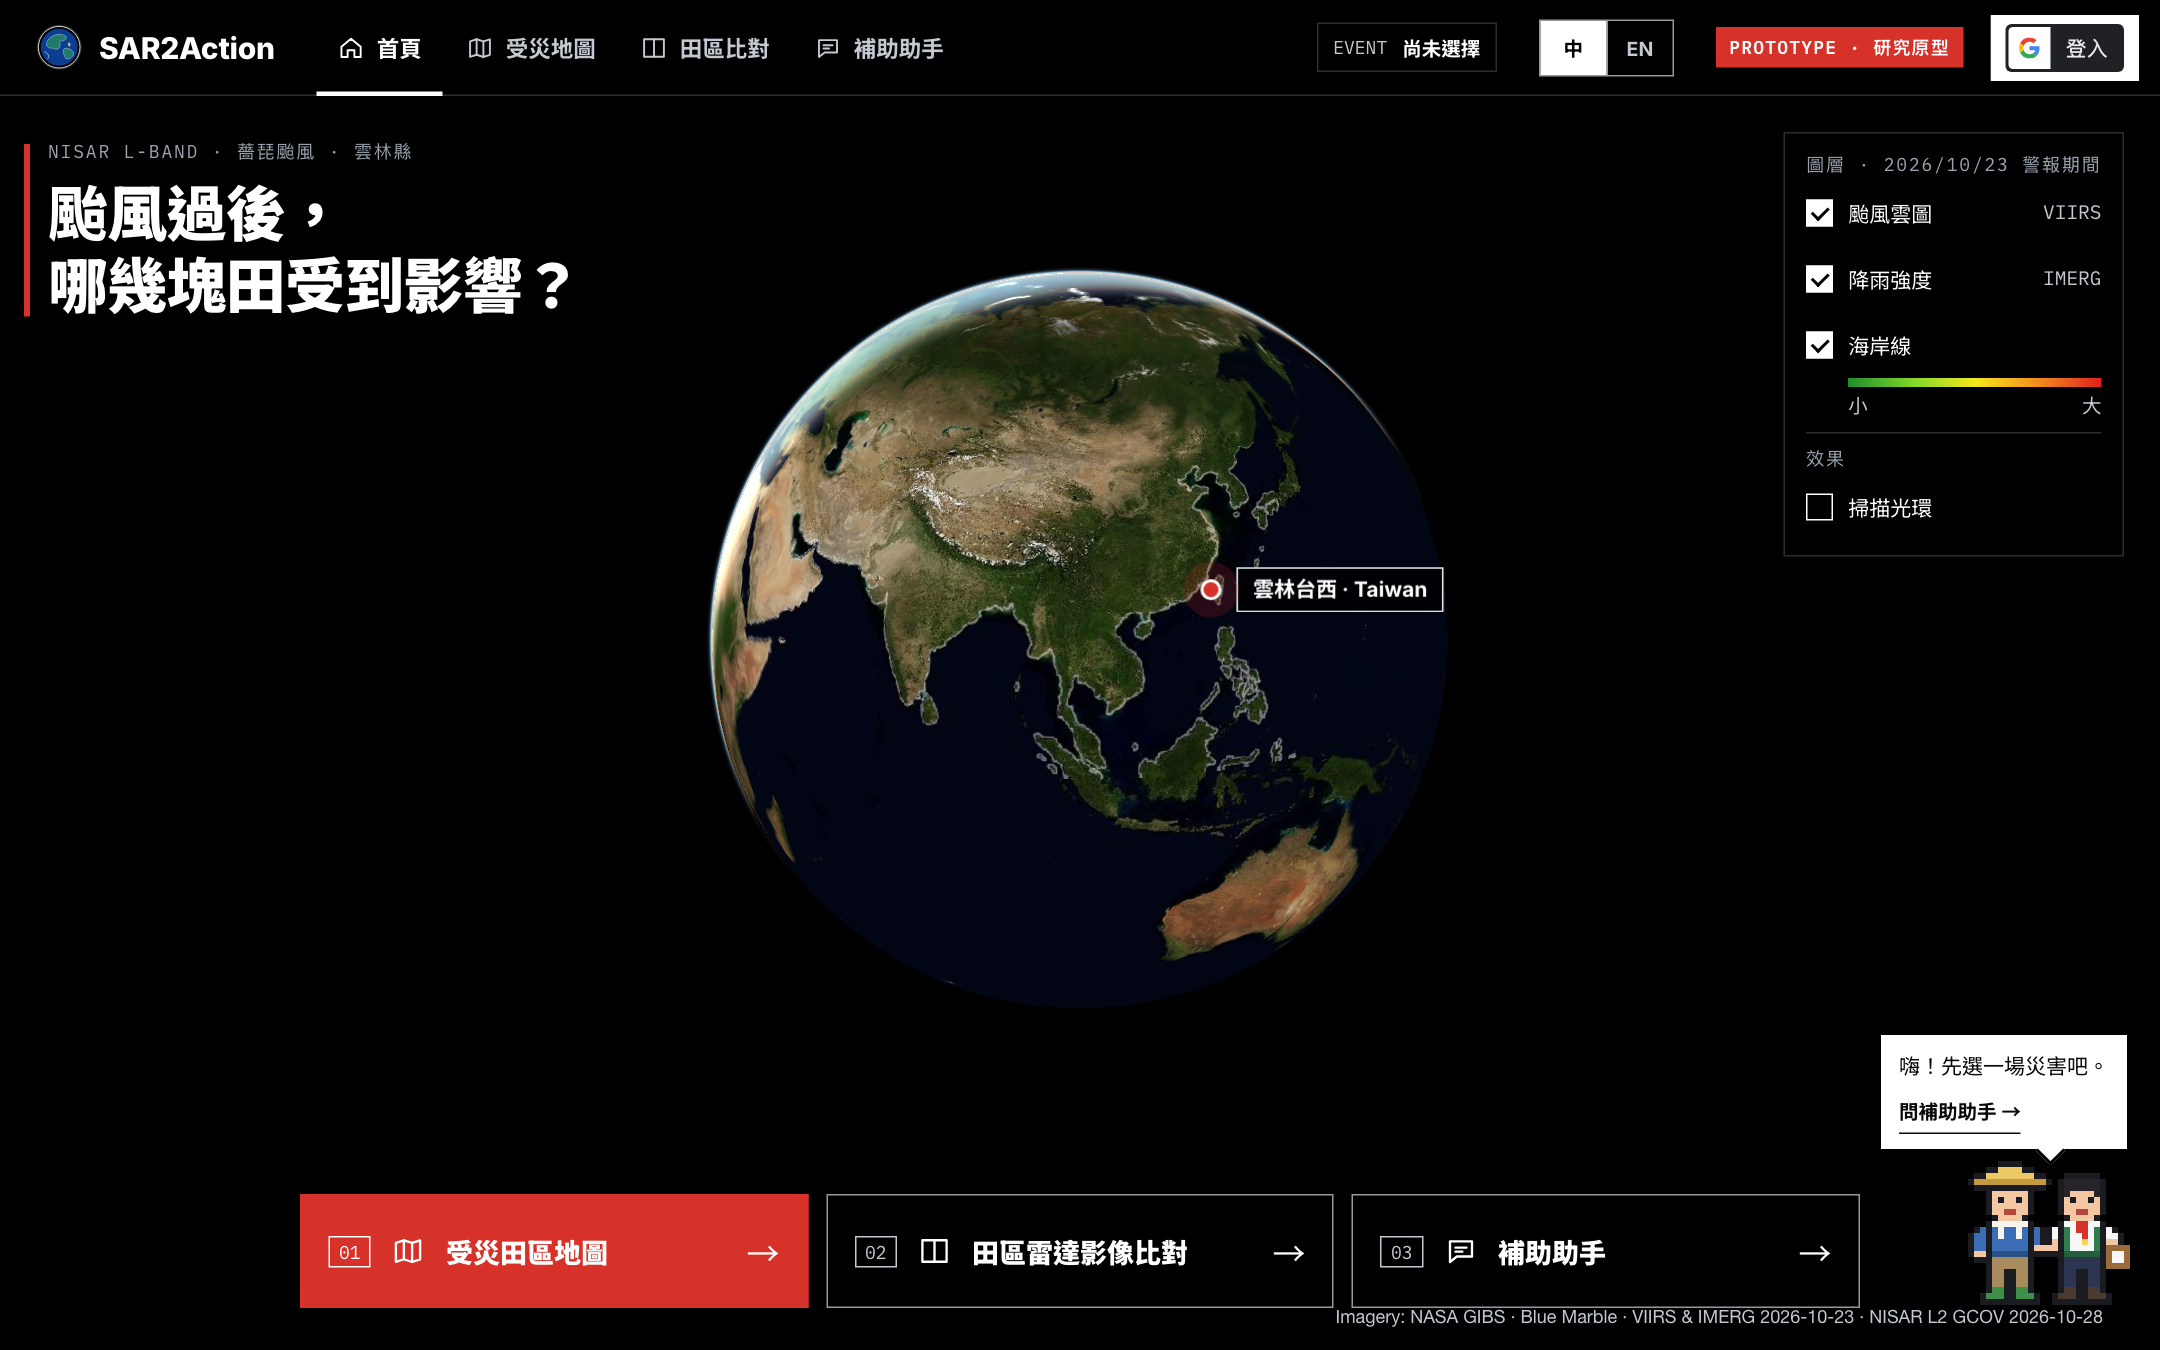 SAR2Action
首頁
受災地圖
田區比對
補助助手
EVENT 尚未選擇
中
EN
PROTOTYPE · 研究原型
登入
NISAR L-BAND · 薔琵颱風 · 雲林縣
颱風過後，
哪幾塊田受到影響？
圖層 · 2026/10/23 警報期間
颱風雲圖 VIIRS
降雨強度 IMERG
海岸線
小 大
效果
掃描光環
雲林台西 · Taiwan
嗨！先選一場災害吧。
問補助助手 →
01 受災田區地圖 →
02 田區雷達影像比對 →
03 補助助手 →
Imagery: NASA GIBS · Blue Marble · VIIRS & IMERG 2026-10-23 · NISAR L2 GCOV 2026-10-28